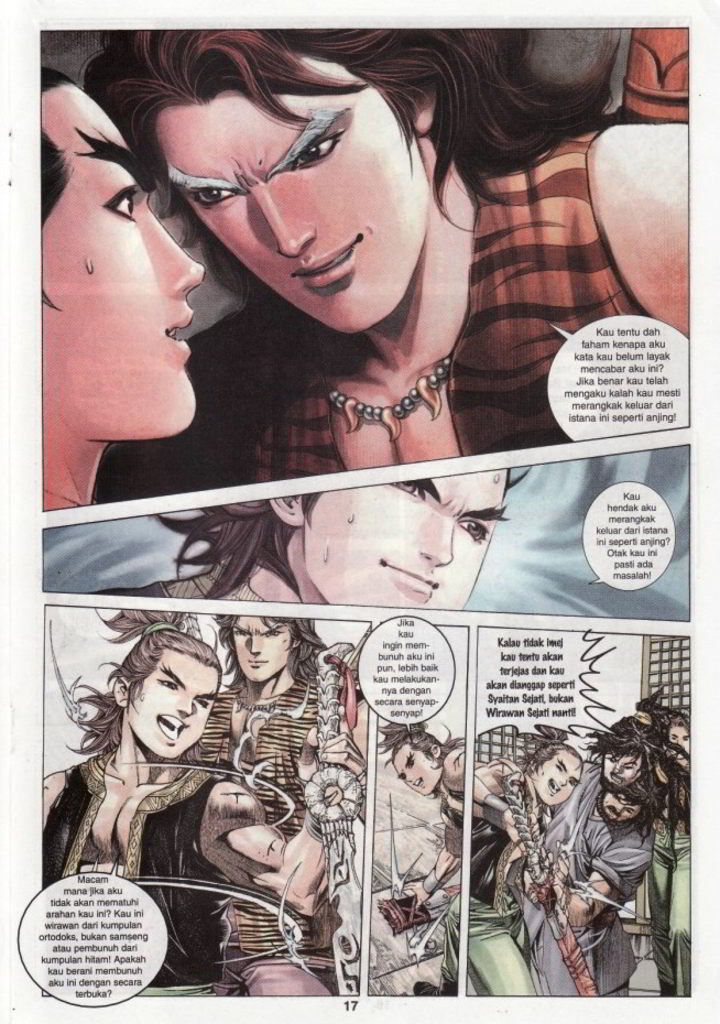 Kau tentu dah
faham kenapa aku
kata kau belum layak
mencabar aku ini?
Jika benar kau telah
mengaku kalah kau mesti
merangkak keluar dari
istana ini seperti anjing!
Kau
hendak aku
merangkak
keluar dari istana
ini seperti anjing?
Otak kau ini
pasti ada
masalah!
Macam
mana jika aku
tidak akan mematuhi
arahan kau ini? Kau ini
wirawan dari kumpulan
ortodoks, bukan samseng
atau pembunuh dari
kumpulan hitam! Apakah
kau berani membunuh
aku ini secara
terbuka?
Jika
kau
ingin mem-
bunuh aku ini
pun, lebih baik
kau melakukan-
nya dengan
secara senyap-
senyap!
Kalau tidak imej
kau tentu akan
terjejas dan kau
akan dianggap seperti
Syaitan Sejati, bukan
Wirawan Sejati nanti!
17